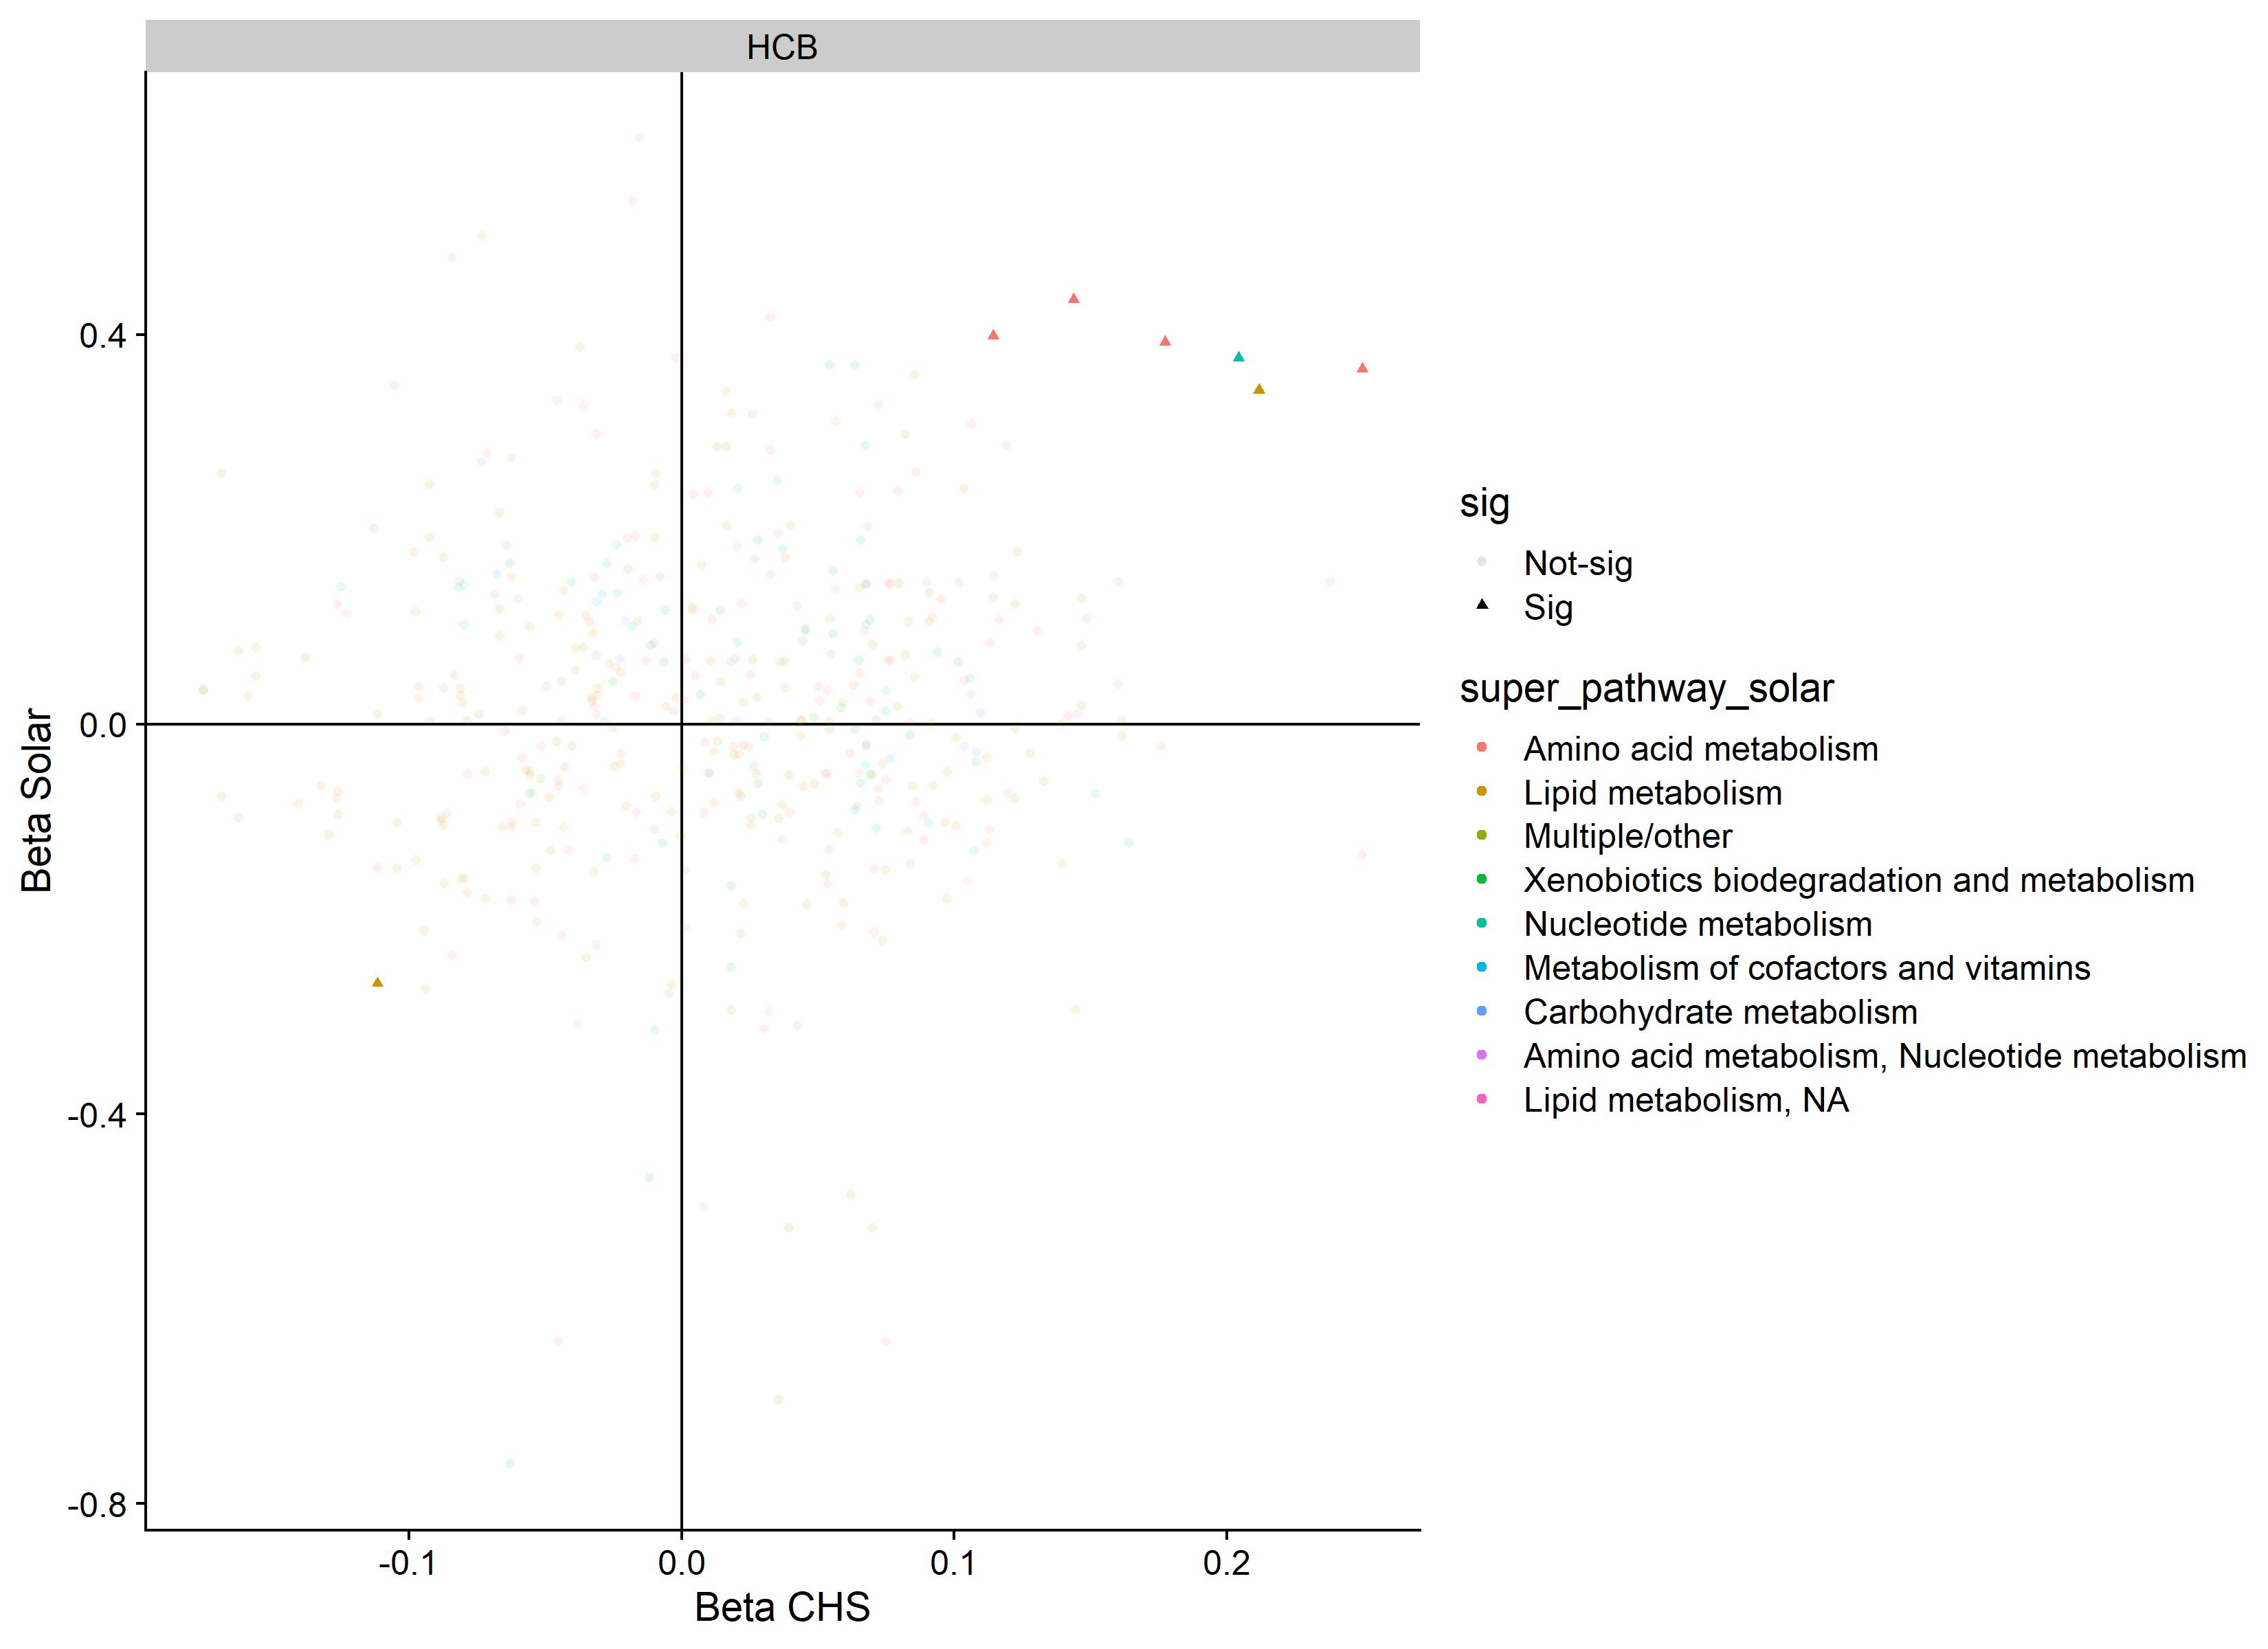 HCB
0.4
0.0
-0.4
-0.8
Beta Solar
-0.1
0.0
0.1
0.2
Beta CHS
sig
Not-sig
Sig
super_pathway_solar
Amino acid metabolism
Lipid metabolism
Multiple/other
Xenobiotics biodegradation and metabolism
Nucleotide metabolism
Metabolism of cofactors and vitamins
Carbohydrate metabolism
Amino acid metabolism, Nucleotide metabolism
Lipid metabolism, NA